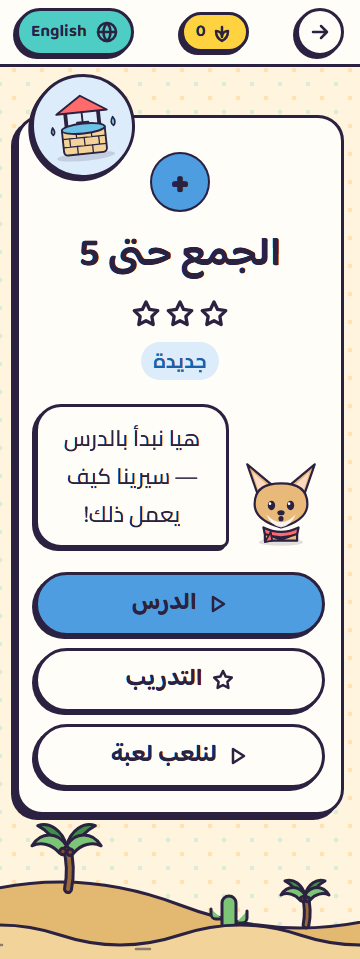 English
0
الجمع حتى 5
جديدة
هيا نبدأ بالدرس
— سيرينا كيف
يعمل ذلك!
الدرس
التدريب
لنلعب لعبة